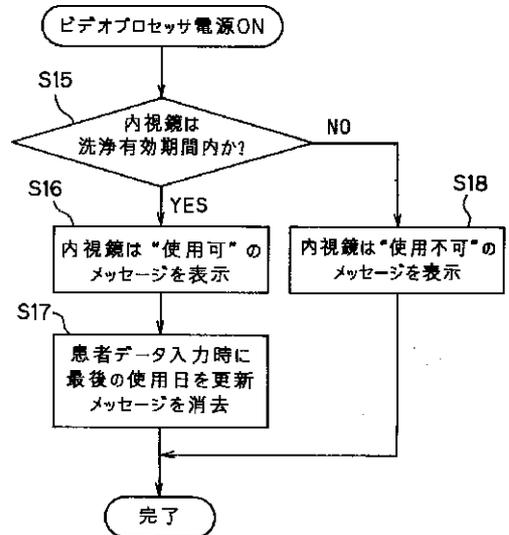 ビデオプロセッサ電源ON
S15
内視鏡は
洗浄有効期間内か?
NO
YES
S16
内視鏡は"使用可"の
メッセージを表示
S18
内視鏡は"使用不可"の
メッセージを表示
S17
患者データ入力時に
最後の使用日を更新
メッセージを消去
完了